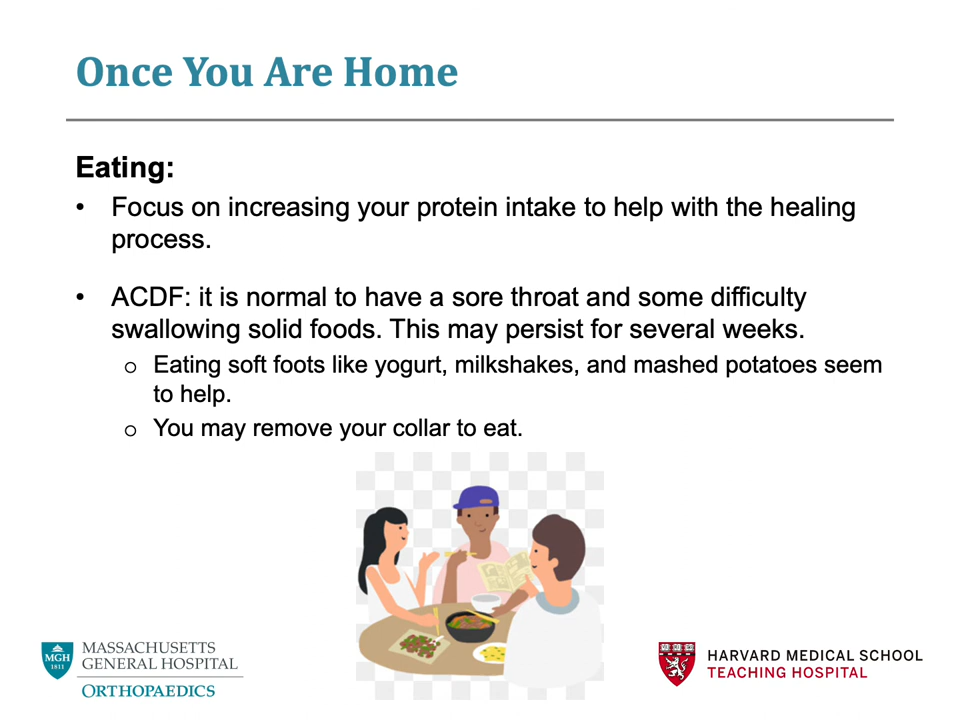 Once You Are Home
Eating:
• Focus on increasing your protein intake to help with the healing
process.
• ACDF: it is normal to have a sore throat and some difficulty
swallowing solid foods. This may persist for several weeks.
o Eating soft foots like yogurt, milkshakes, and mashed potatoes seem
to help.
o You may remove your collar to eat.
MGH
1811
MASSACHUSETTS
GENERAL HOSPITAL
ORTHOPAEDICS
HARVARD MEDICAL SCHOOL
TEACHING HOSPITAL